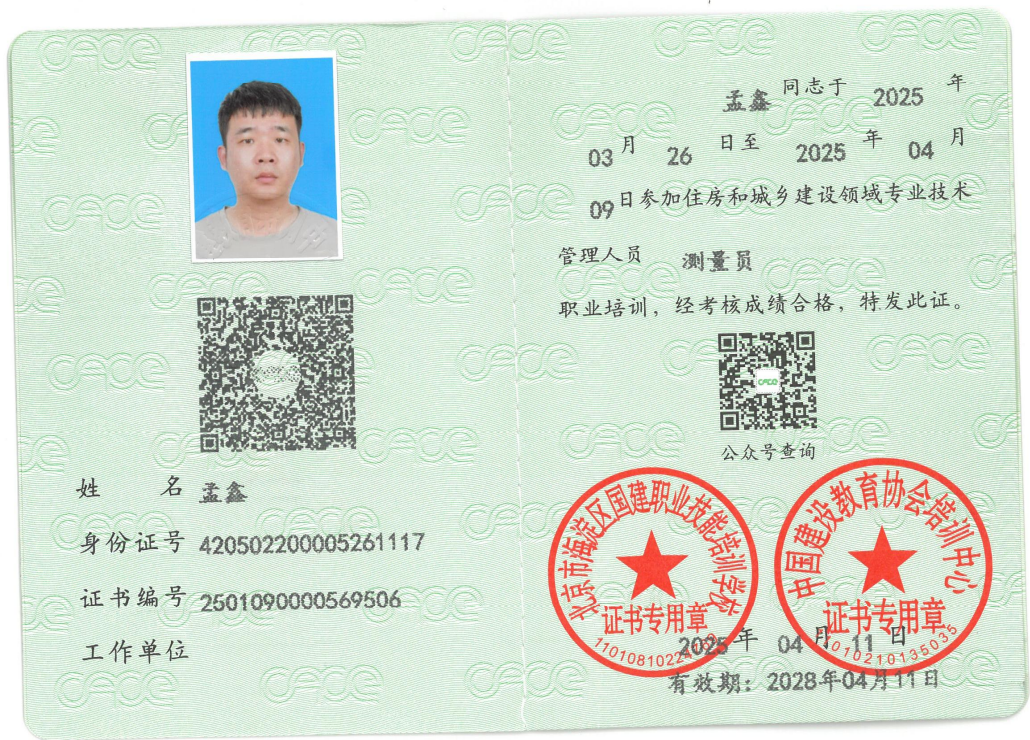 姓 名 孟鑫
身份证号 420502200005261117
证书编号 2501090000569506
工作单位
孟鑫 同志于 2025 年
03 月 26 日至 2025 年 04 月
09 日参加住房和城乡建设领域专业技术
管理人员 测量员
职业培训，经考核成绩合格，特发此证。
CACE
公众号查询
北京市海淀区国建职业技能培训学校
证书专用章
中国建设教育协会培训中心
证书专用章
2025 年 04 月 11 日
有效期：2028年04月11日